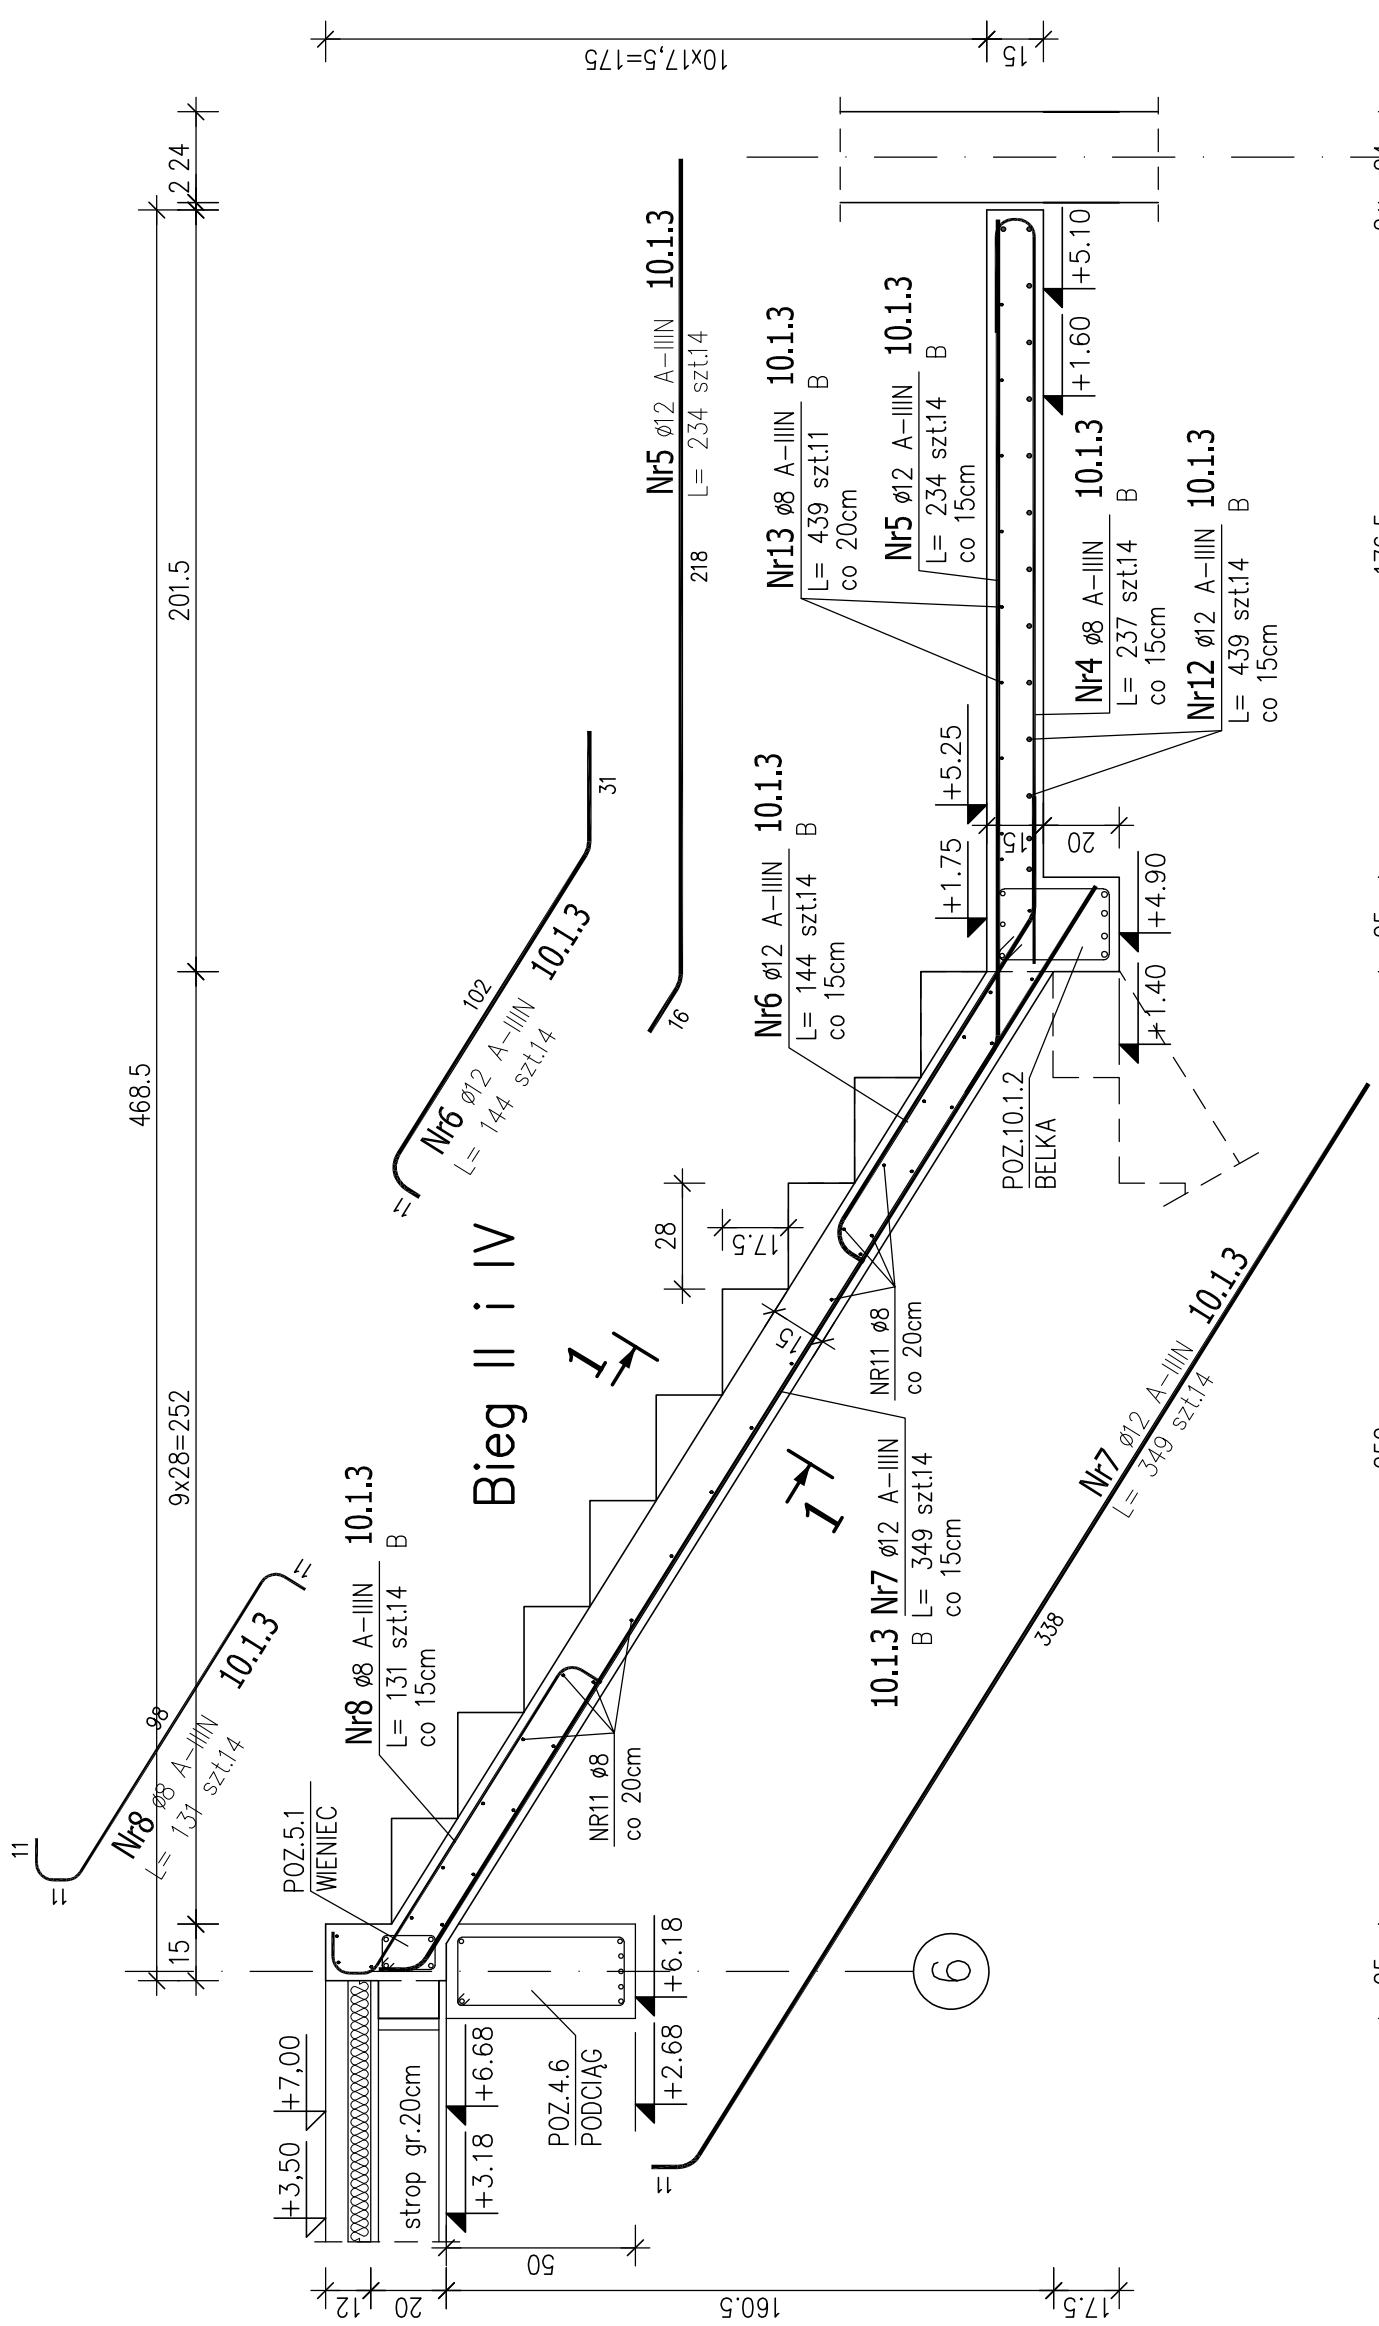 468.5
15
9x28=252
201.5
2
24
10x17,5=175
15
11
11
98
11
Nr8 ø8 A-IIIN 10.1.3
L= 131 szt.14
11
102
31
Nr6 ø12 A-IIIN 10.1.3
L= 144 szt.14
16
218
Nr5 ø12 A-IIIN 10.1.3
L= 234 szt.14
Bieg II i IV
+3,50
+7,00
POZ.5.1
WIENIEC
Nr8 ø8 A-IIIN 10.1.3
L= 131 szt.14 B
co 15cm
strop gr.20cm
+3.18
+6.68
POZ.4.6
PODCIĄG
+2.68
+6.18
50
12
20
160.5
17.5
NR11 ø8
co 20cm
1
1
28
17.5
15
Nr6 ø12 A-IIIN 10.1.3
L= 144 szt.14 B
co 15cm
Nr13 ø8 A-IIIN 10.1.3
L= 439 szt.11 B
co 20cm
Nr5 ø12 A-IIIN 10.1.3
L= 234 szt.14 B
co 15cm
+1.75
+5.25
15
20
NR11 ø8
co 20cm
10.1.3 Nr7 ø12 A-IIIN
B L= 349 szt.14
co 15cm
POZ.10.1.2
BELKA
+1.40
+4.90
+1.60
+5.10
Nr4 ø8 A-IIIN 10.1.3
L= 237 szt.14 B
co 15cm
Nr12 ø12 A-IIIN 10.1.3
L= 439 szt.14 B
co 15cm
6
11
338
Nr7 ø12 A-IIIN 10.1.3
L= 349 szt.14